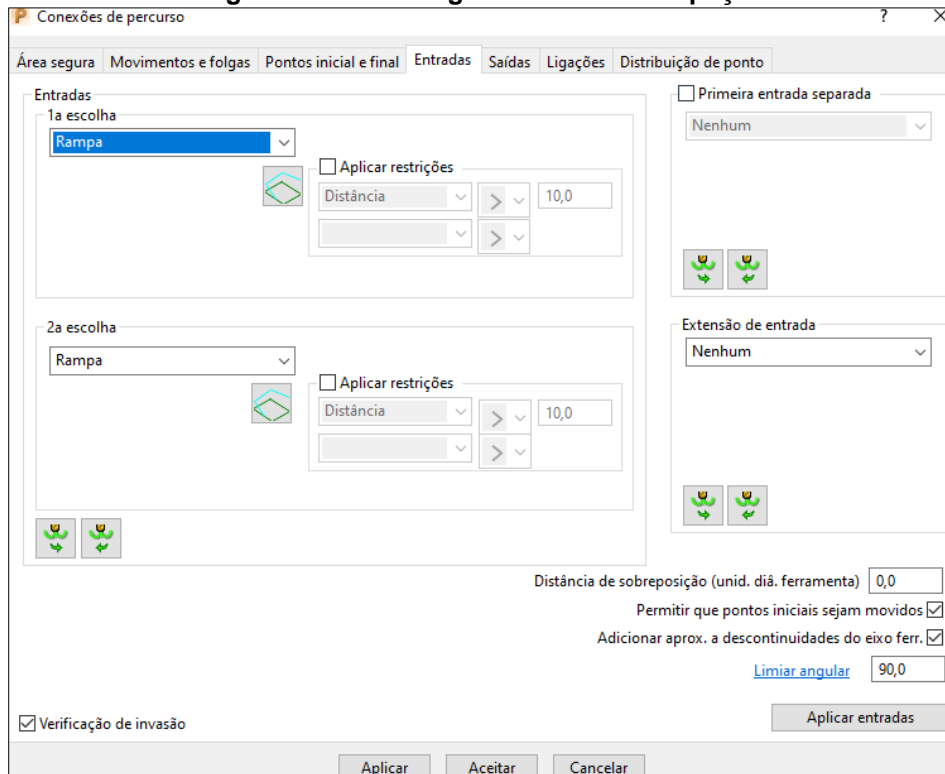 Conexões de percurso ?
Área segura Movimentos e folgas Pontos inicial e final Entradas Saídas Ligações Distribuição de ponto
Entradas
1a escolha
Rampa
Aplicar restrições
Distância > 10,0
>
2a escolha
Rampa
Aplicar restrições
Distância > 10,0
>
Primeira entrada separada
Nenhum
Extensão de entrada
Nenhum
Distância de sobreposição (unid. diâ. ferramenta) 0,0
Permitir que pontos iniciais sejam movidos
Adicionar aprox. a descontinuidades do eixo ferr.
Limiar angular 90,0
Verificação de invasão
Aplicar entradas
Aplicar Aceitar Cancelar